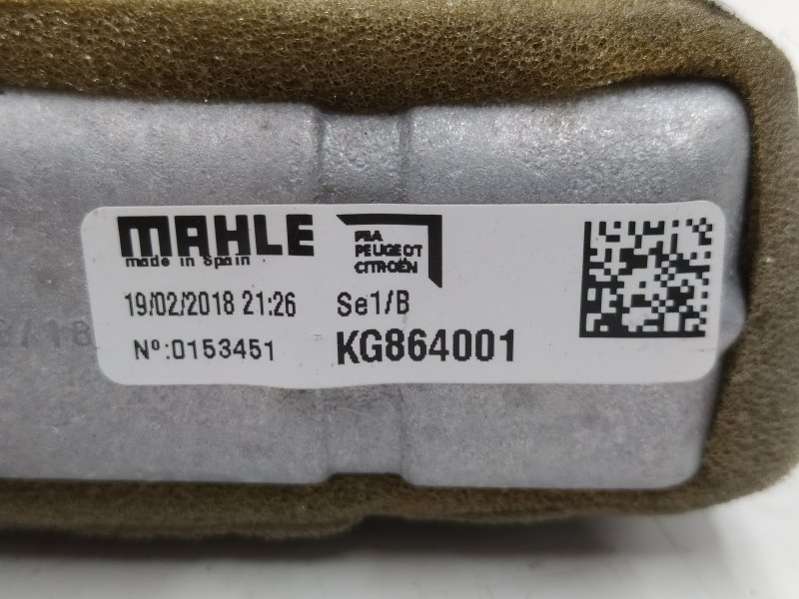 MAHLE
made in Spain
PSA
PEUGEOT
CITROËN
19/02/2018 21:26
Se1/B
Nº:0153451
KG864001